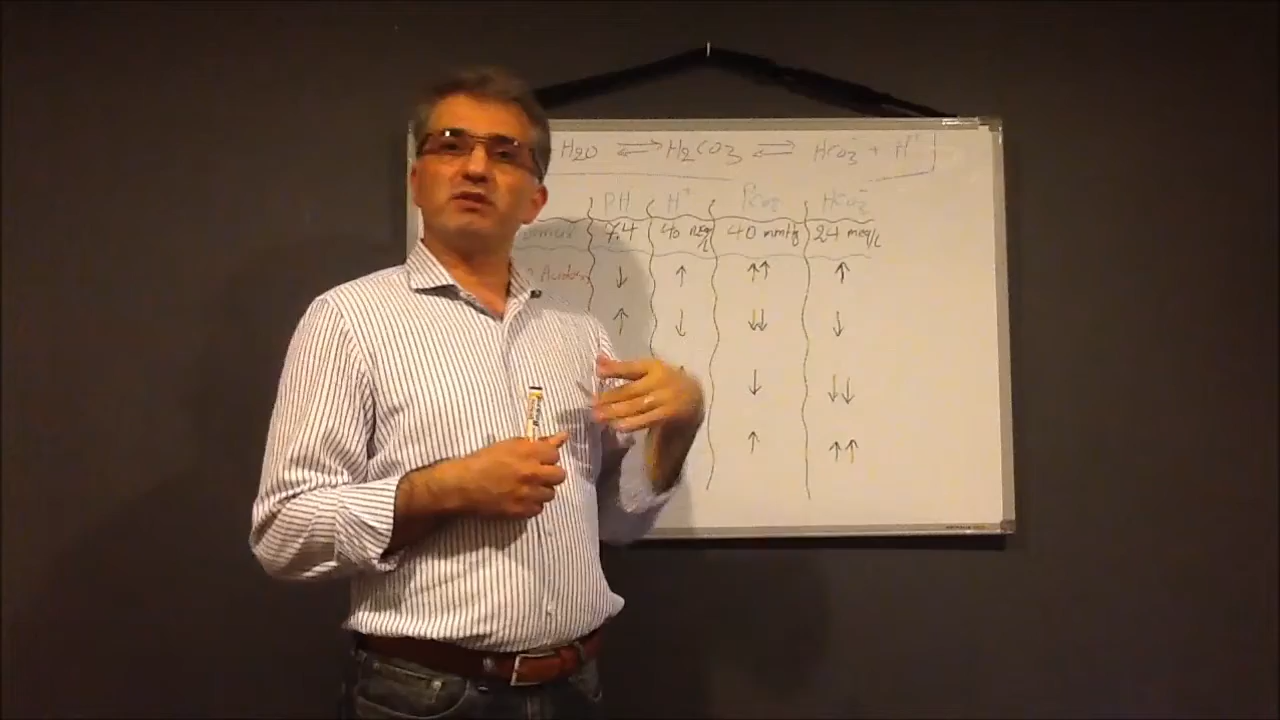 H2O ⇌ H2CO3 ⇌ HCO3⁻ + H⁺
PH H⁺ PCO2 HCO3⁻
7.4 40 nEq/L 40 mmHg 24 meq/L
↓ ↑ ↑↑ ↑
↑ ↓ ↓↓ ↓
↓ ↓↓
↑ ↑↑